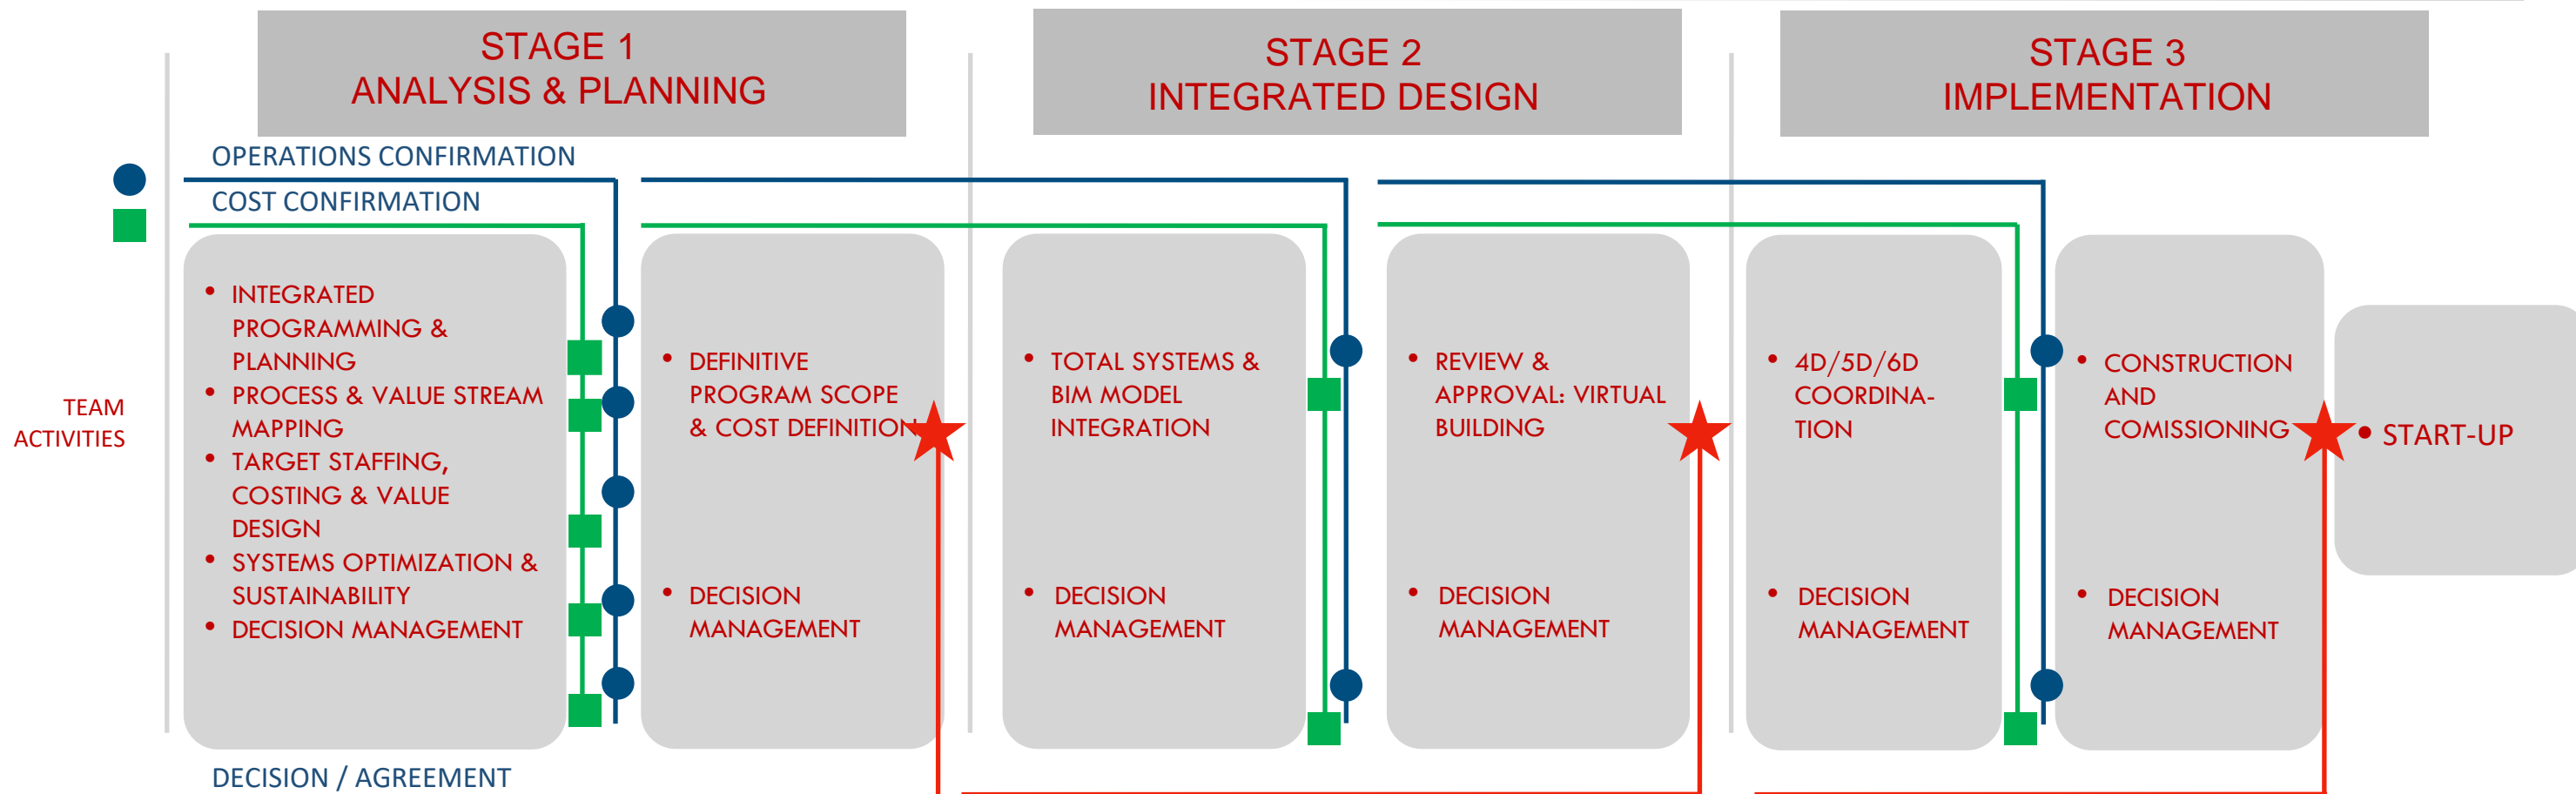 STAGE 1
ANALYSIS & PLANNING
STAGE 2
INTEGRATED DESIGN
STAGE 3
IMPLEMENTATION
OPERATIONS CONFIRMATION
COST CONFIRMATION
TEAM
ACTIVITIES
• INTEGRATED
PROGRAMMING &
PLANNING
• PROCESS & VALUE STREAM
MAPPING
• TARGET STAFFING,
COSTING & VALUE
DESIGN
• SYSTEMS OPTIMIZATION &
SUSTAINABILITY
• DECISION MANAGEMENT
• DEFINITIVE
PROGRAM SCOPE
& COST DEFINITION
• DECISION
MANAGEMENT
• TOTAL SYSTEMS &
BIM MODEL
INTEGRATION
• DECISION
MANAGEMENT
• REVIEW &
APPROVAL: VIRTUAL
BUILDING
• DECISION
MANAGEMENT
• 4D/5D/6D
COORDINA-
TION
• DECISION
MANAGEMENT
• CONSTRUCTION
AND
COMISSIONING
• DECISION
MANAGEMENT
• START-UP
DECISION / AGREEMENT